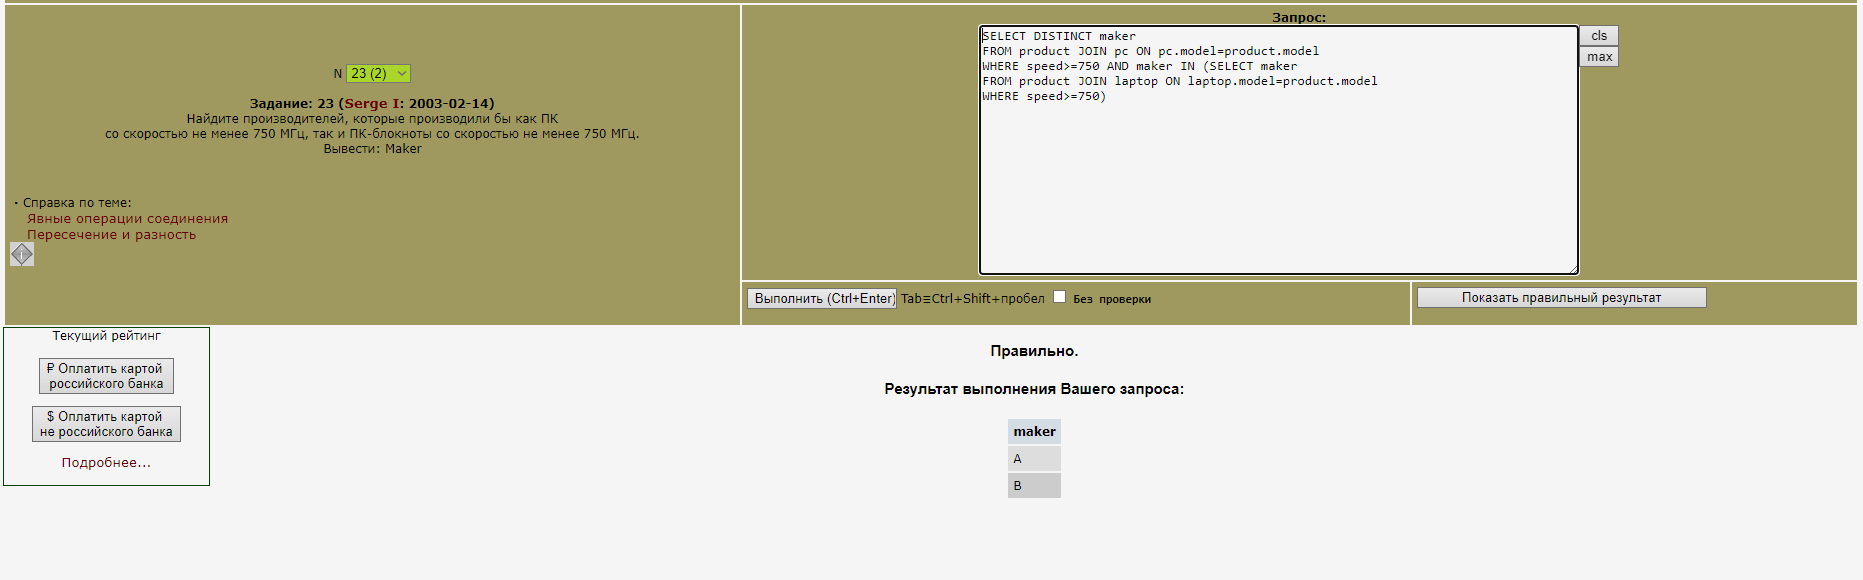 N 23 (2)
Задание: 23 (Serge I: 2003-02-14)
Найдите производителей, которые производили бы как ПК
со скоростью не менее 750 МГц, так и ПК-блокноты со скоростью не менее 750 МГц.
Вывести: Maker
· Справка по теме:
Явные операции соединения
Пересечение и разность
Запрос:
SELECT DISTINCT maker
FROM product JOIN pc ON pc.model=product.model
WHERE speed>=750 AND maker IN (SELECT maker
FROM product JOIN laptop ON laptop.model=product.model
WHERE speed>=750)
cls
max
Выполнить (Ctrl+Enter) Tab≡Ctrl+Shift+пробел Без проверки
Показать правильный результат
Текущий рейтинг
₽ Оплатить картой
российского банка
$ Оплатить картой
не российского банка
Подробнее...
Правильно.
Результат выполнения Вашего запроса:
maker
A
B